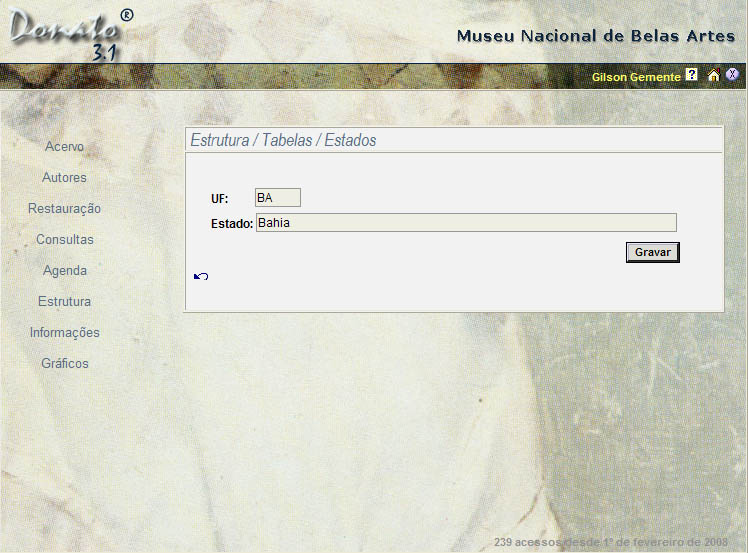 Donato®
3.1
Museu Nacional de Belas Artes
Gilson Gemente ? X
Acervo
Autores
Restauração
Consultas
Agenda
Estrutura
Informações
Gráficos
Estrutura / Tabelas / Estados
UF: BA
Estado: Bahia
Gravar
239 acessos desde 1º de fevereiro de 2008